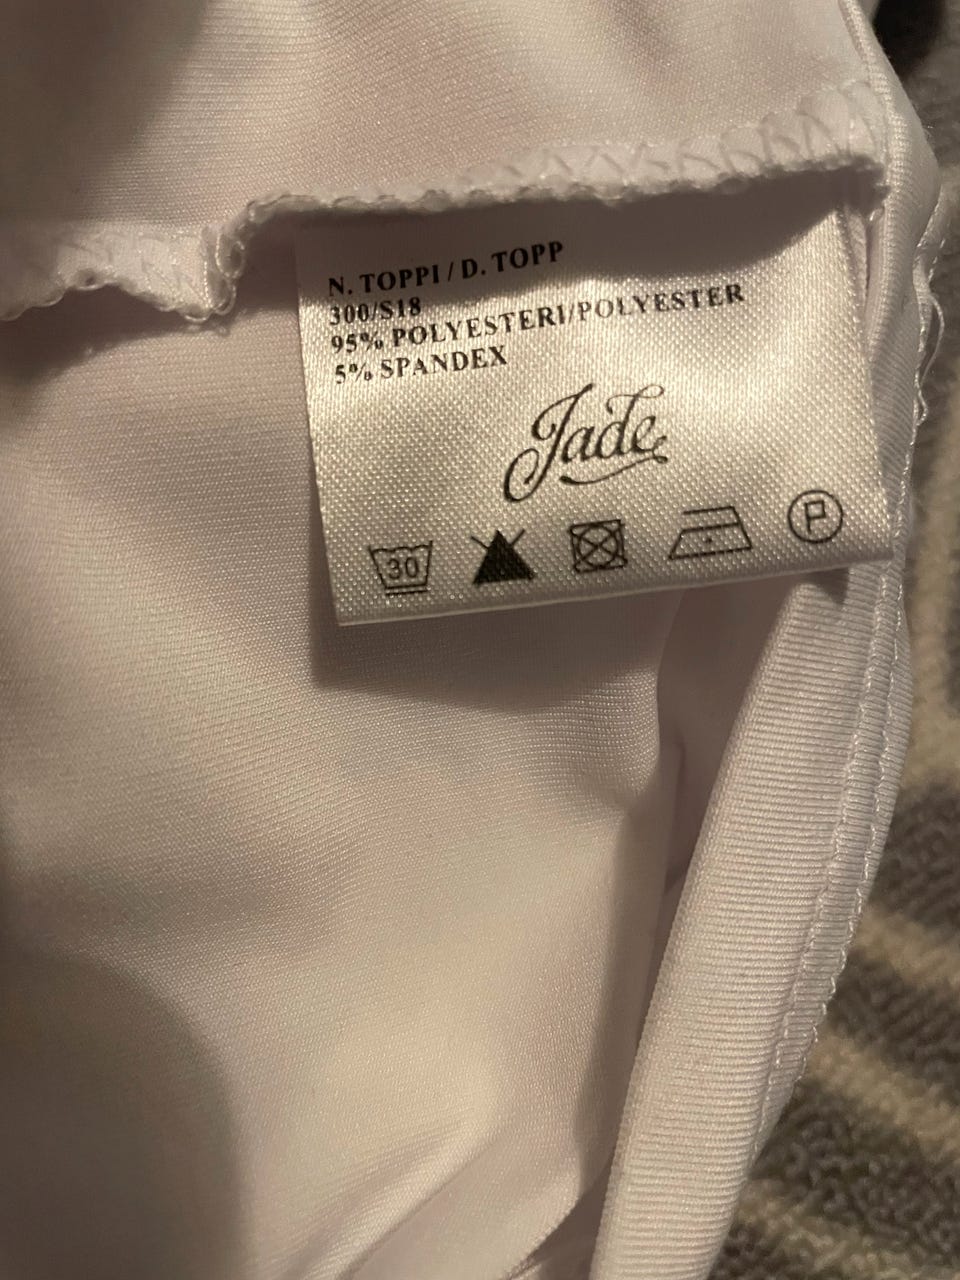 N. TOPPI / D. TOPP
300/S18
95% POLYESTERI/POLYESTER
5% SPANDEX
Jade
30
P